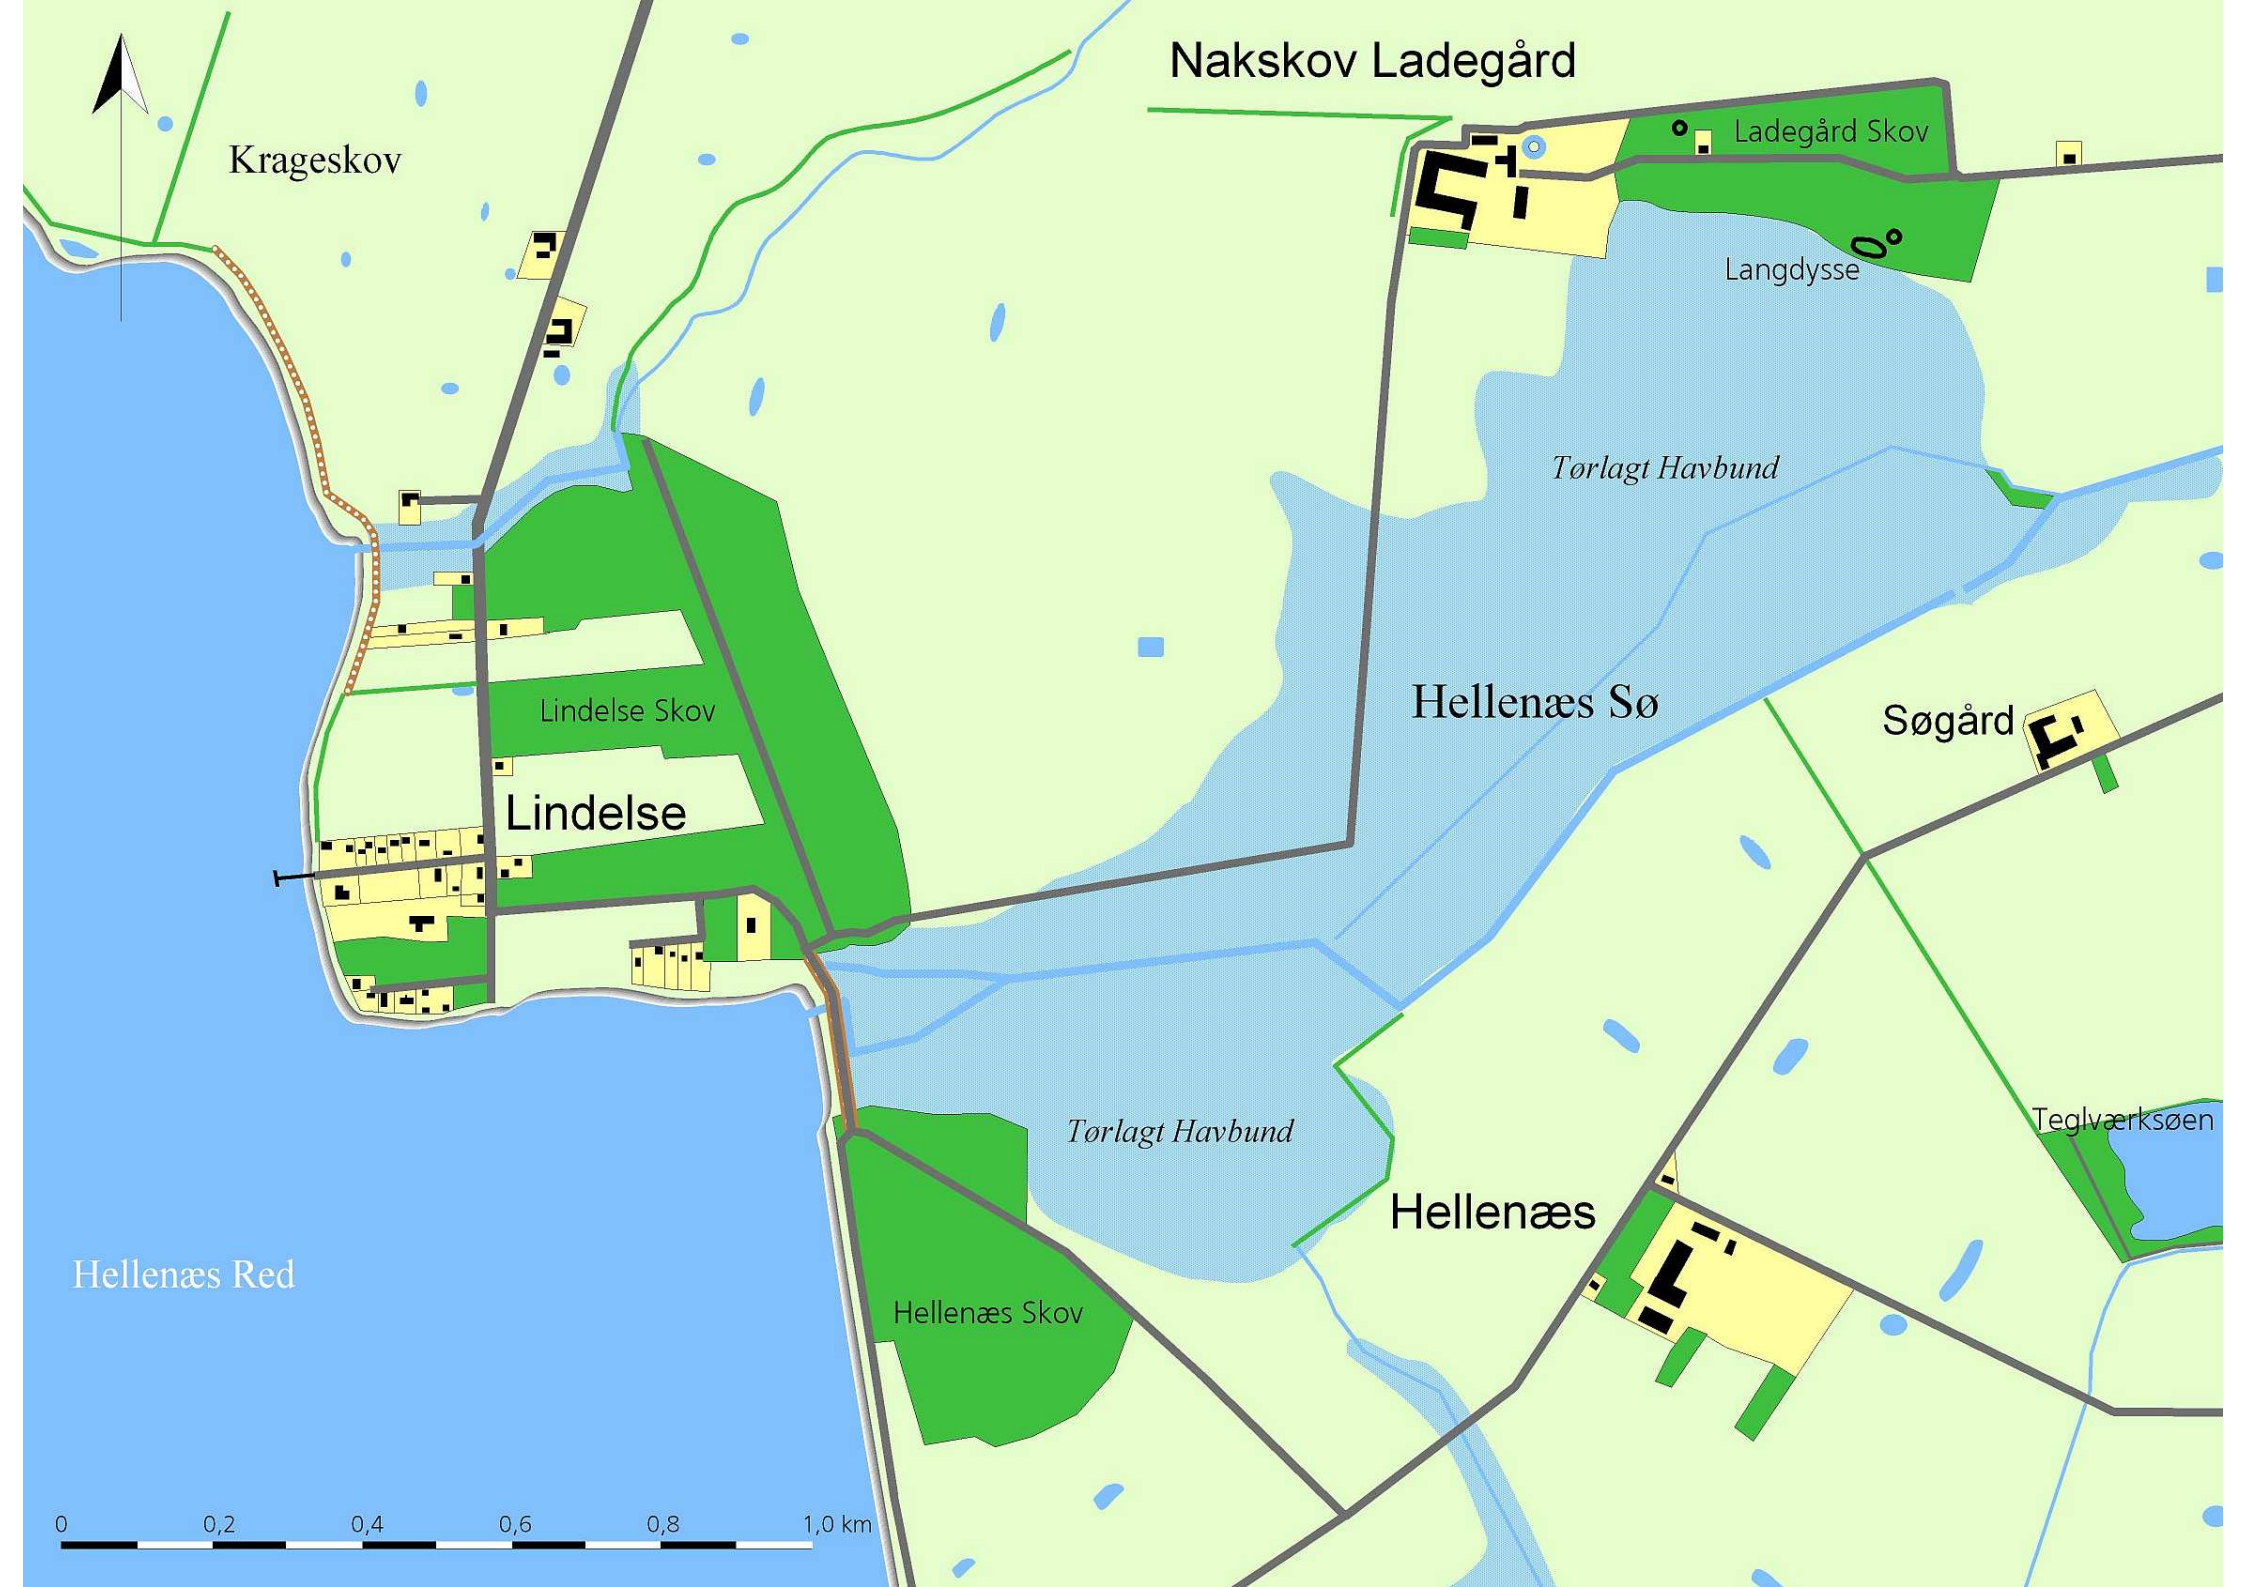 Nakskov Ladegård
Ladegård Skov
Krageskov
Langdysse
Tørlagt Havbund
Hellenæs Sø
Lindelse Skov
Søgård
Lindelse
Teglværksøen
Tørlagt Havbund
Hellenæs
Hellenæs Red
Hellenæs Skov
0 0,2 0,4 0,6 0,8 1,0 km